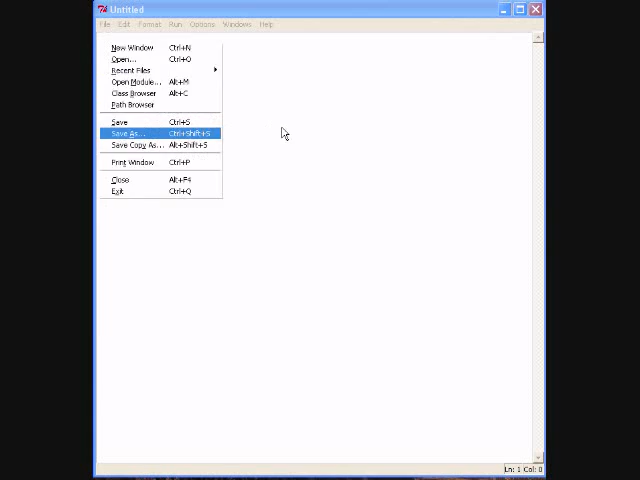 Untitled
File Edit Format Run Options Windows Help
New Window Ctrl+N
Open... Ctrl+O
Recent Files
Open Module... Alt+M
Class Browser Alt+C
Path Browser
Save Ctrl+S
Save As... Ctrl+Shift+S
Save Copy As... Alt+Shift+S
Print Window Ctrl+P
Close Alt+F4
Exit Ctrl+Q
Ln: 1 Col: 0